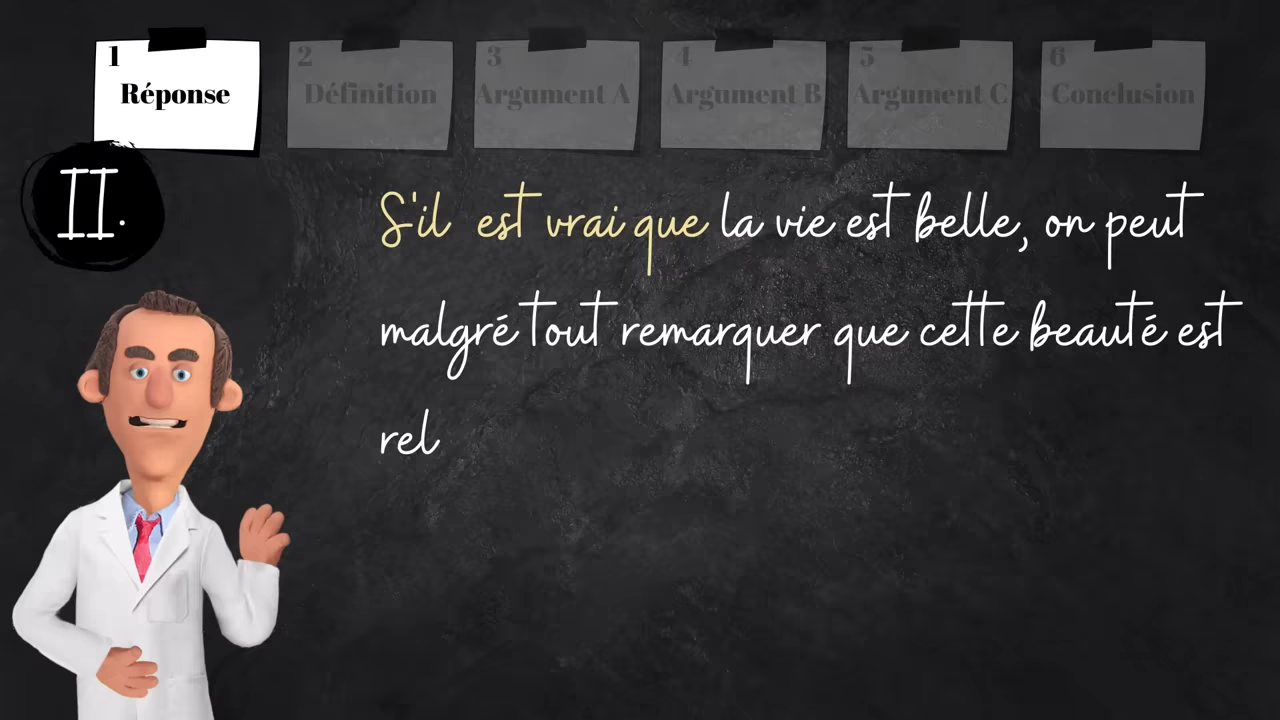 1
Réponse
2
Définition
3
Argument A
4
Argument B
5
Argument C
6
Conclusion
II.
S'il est vrai que la vie est belle, on peut
malgré tout remarquer que cette beauté est
rel